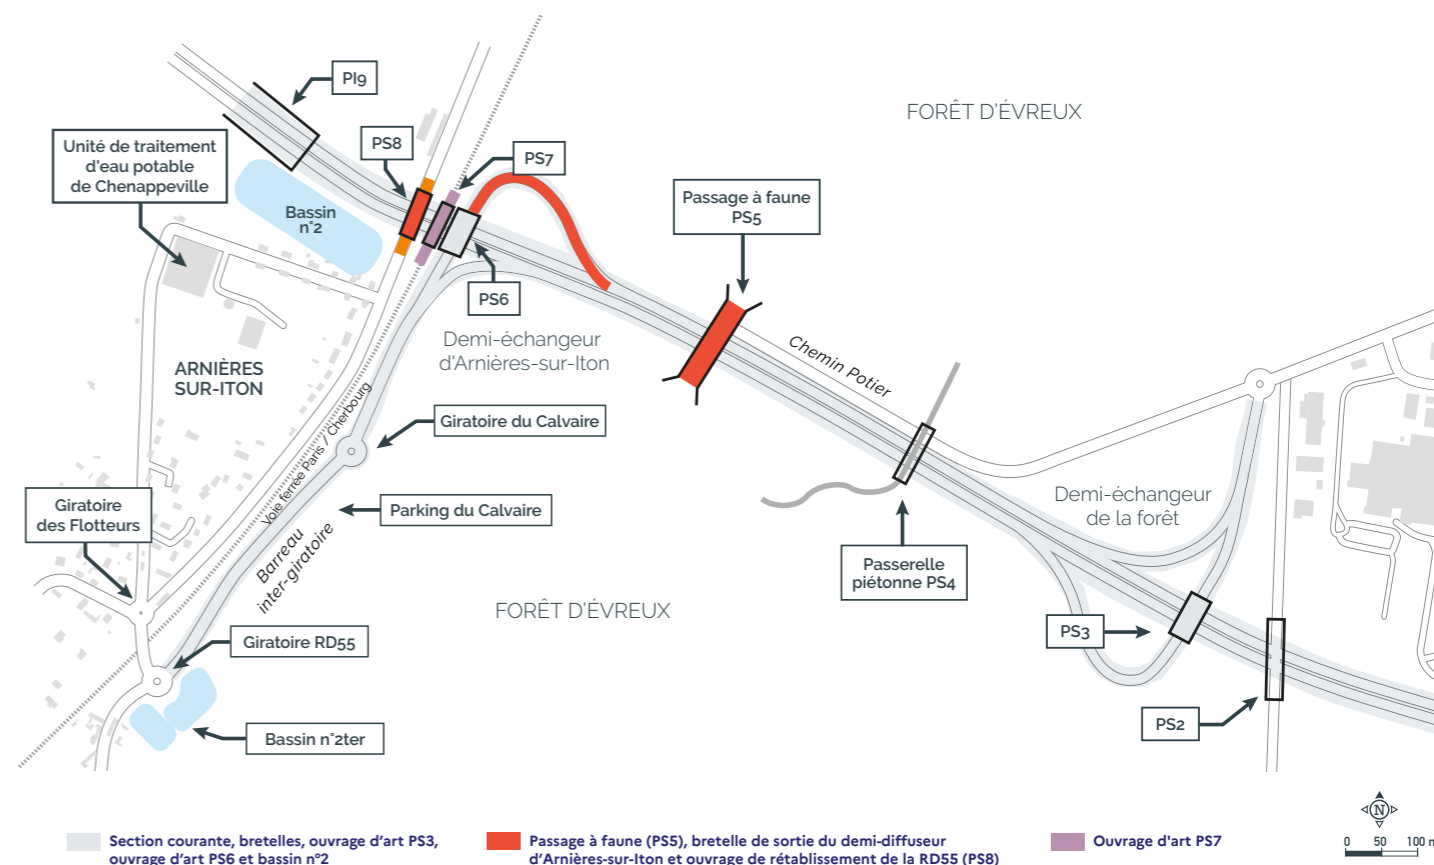 PI9
FORÊT D'ÉVREUX
Unité de traitement
d'eau potable
de Chenappeville
PS8
PS7
Passage à faune
PS5
Bassin
n°2
PS6
Demi-échangeur
d'Arnières-sur-Iton
Chemin Potier
ARNIÈRES
SUR-ITON
Voie ferrée Paris / Cherbourg
Giratoire du Calvaire
Giratoire
des Flotteurs
Parking du Calvaire
Demi-échangeur
de la forêt
Barreau
inter-giratoire
Passerelle
piétonne PS4
FORÊT D'ÉVREUX
Giratoire RD55
PS3
PS2
Bassin n°2ter
N
0 50 100 m
Section courante, bretelles, ouvrage d'art PS3,
ouvrage d'art PS6 et bassin n°2
Passage à faune (PS5), bretelle de sortie du demi-diffuseur
d'Arnières-sur-Iton et ouvrage de rétablissement de la RD55 (PS8)
Ouvrage d'art PS7